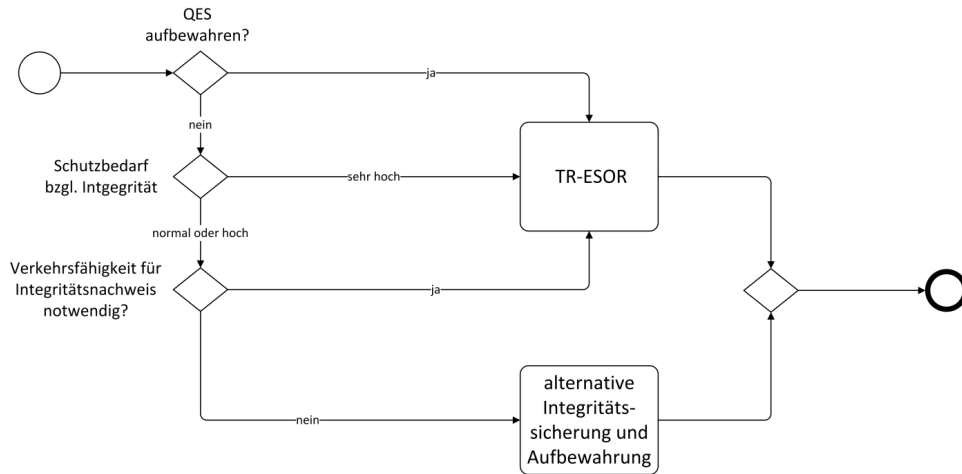 QES
aufbewahren?
ja
nein
Schutzbedarf
bzgl. Intgegrität
sehr hoch
TR-ESOR
normal oder hoch
Verkehrsfähigkeit für
Integritätsnachweis
notwendig?
ja
nein
alternative
Integritäts-
sicherung und
Aufbewahrung